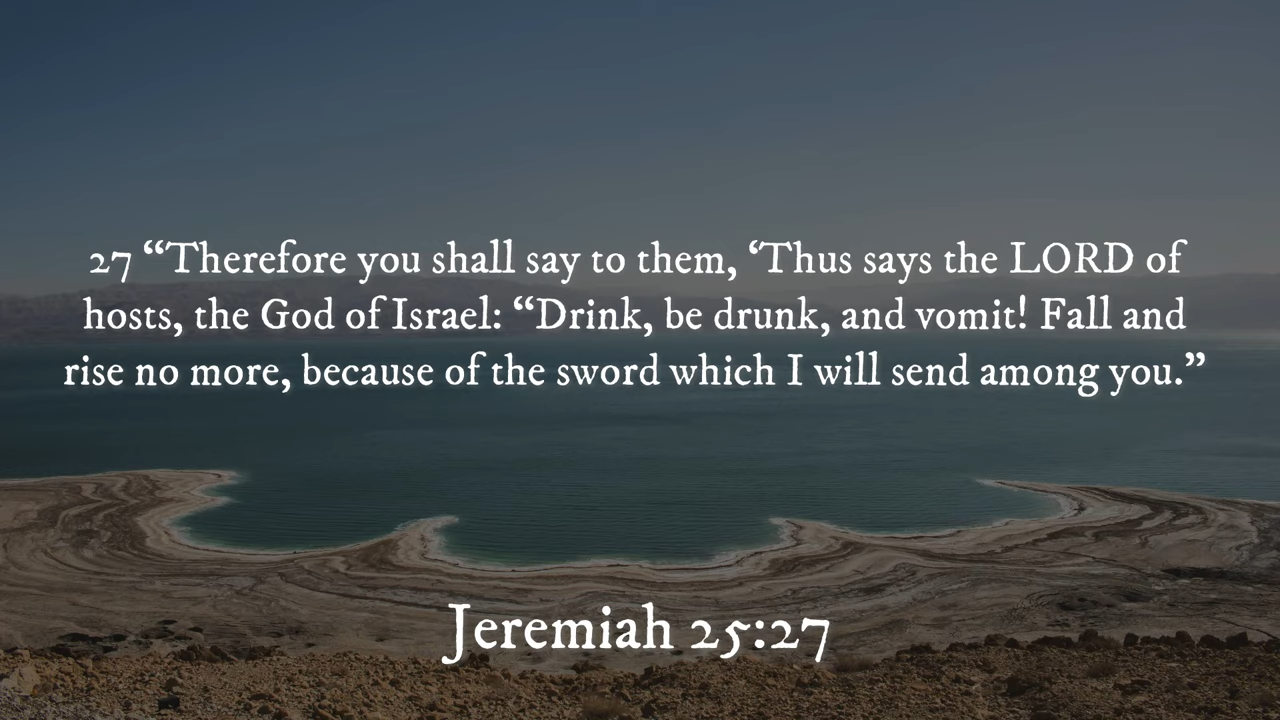 27 “Therefore you shall say to them, ‘Thus says the LORD of
hosts, the God of Israel: “Drink, be drunk, and vomit! Fall and
rise no more, because of the sword which I will send among you.”
Jeremiah 25:27